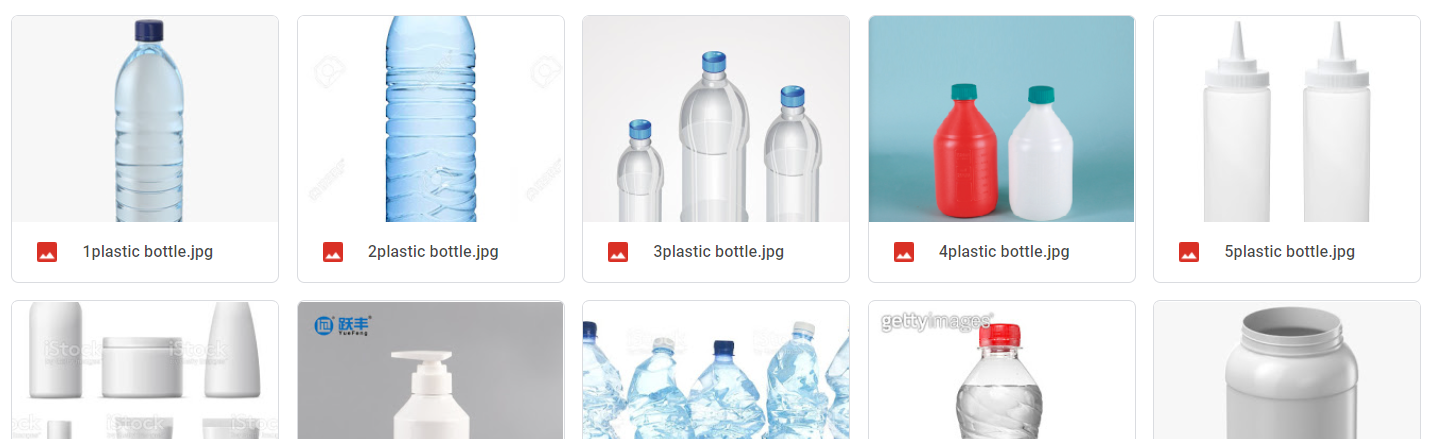 1plastic bottle.jpg
2plastic bottle.jpg
3plastic bottle.jpg
4plastic bottle.jpg
5plastic bottle.jpg
iStock
iStock
跃丰
YueFeng
gettyimages®